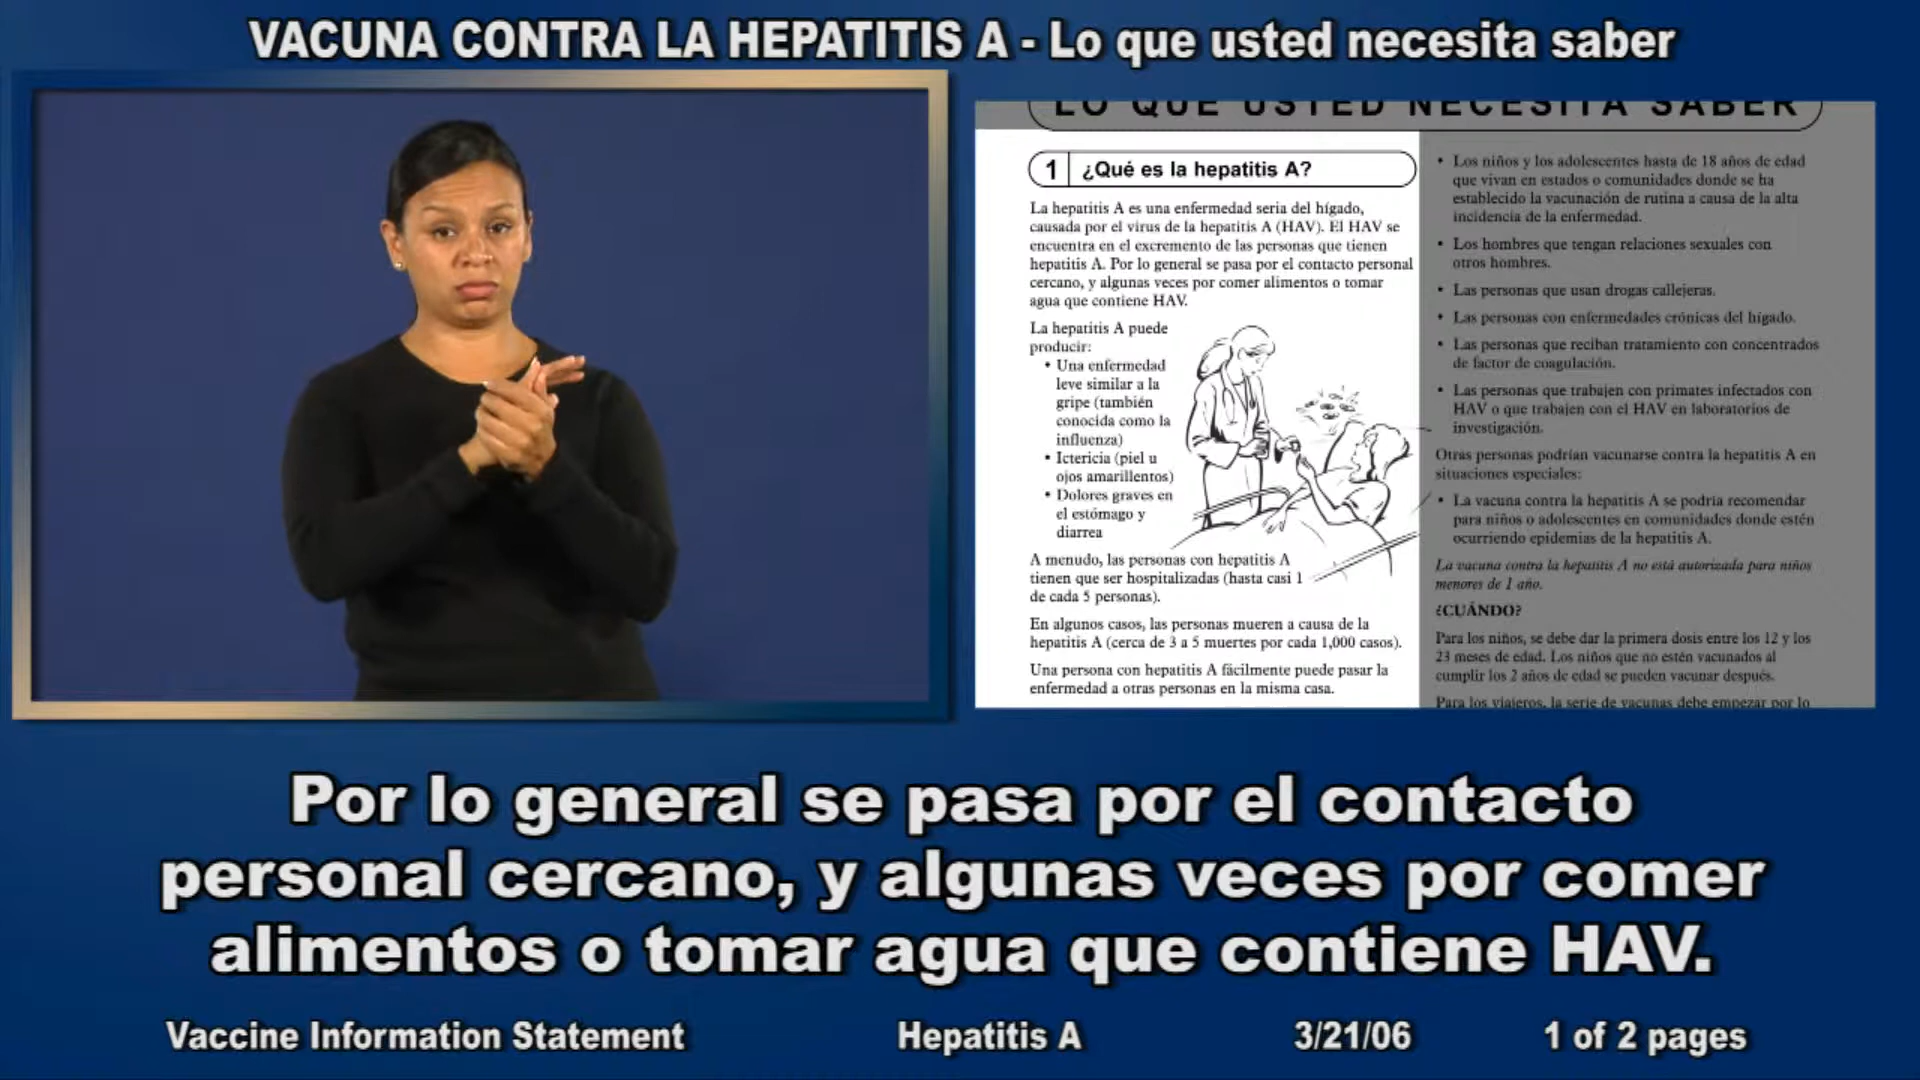 VACUNA CONTRA LA HEPATITIS A - Lo que usted necesita saber
LO QUE USTED NECESITA SABER
1 ¿Qué es la hepatitis A?
La hepatitis A es una enfermedad seria del hígado,
causada por el virus de la hepatitis A (HAV). El HAV se
encuentra en el excremento de las personas que tienen
hepatitis A. Por lo general se pasa por el contacto personal
cercano, y algunas veces por comer alimentos o tomar
agua que contiene HAV.
La hepatitis A puede
producir:
• Una enfermedad
leve similar a la
gripe (también
conocida como la
influenza)
• Ictericia (piel u
ojos amarillentos)
• Dolores graves en
el estómago y
diarrea
A menudo, las personas con hepatitis A
tienen que ser hospitalizadas (hasta casi 1
de cada 5 personas).
En algunos casos, las personas mueren a causa de la
hepatitis A (cerca de 3 a 5 muertes por cada 1,000 casos).
Una persona con hepatitis A fácilmente puede pasar la
enfermedad a otras personas en la misma casa.
• Los niños y los adolescentes hasta de 18 años de edad
que vivan en estados o comunidades donde se ha
establecido la vacunación de rutina a causa de la alta
incidencia de la enfermedad.
• Los hombres que tengan relaciones sexuales con
otros hombres.
• Las personas que usan drogas callejeras.
• Las personas con enfermedades crónicas del hígado.
• Las personas que reciban tratamiento con concentrados
de factor de coagulación.
• Las personas que trabajen con primates infectados con
HAV o que trabajen con el HAV en laboratorios de
investigación.
Otras personas podrían vacunarse contra la hepatitis A en
situaciones especiales:
• La vacuna contra la hepatitis A se podría recomendar
para niños o adolescentes en comunidades donde estén
ocurriendo epidemias de la hepatitis A.
La vacuna contra la hepatitis A no está autorizada para niños
menores de 1 año.
¿CUÁNDO?
Para los niños, se debe dar la primera dosis entre los 12 y los
23 meses de edad. Los niños que no estén vacunados al
cumplir los 2 años de edad se pueden vacunar después.
Para los viajeros, la serie de vacunas debe empezar por lo
Por lo general se pasa por el contacto
personal cercano, y algunas veces por comer
alimentos o tomar agua que contiene HAV.
Vaccine Information Statement Hepatitis A 3/21/06 1 of 2 pages